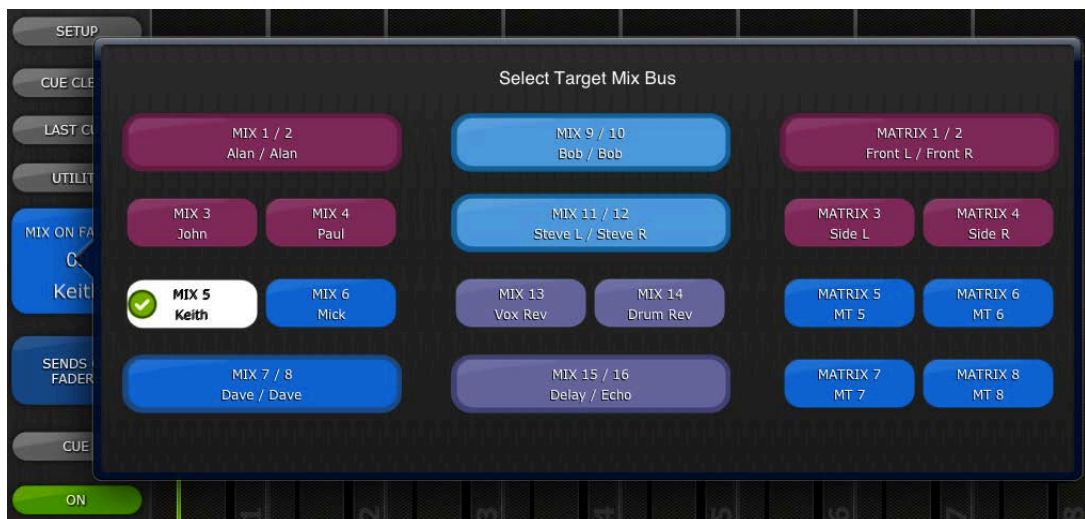 SETUP
CUE CLE
LAST CU
UTILIT
MIX ON FA
Keitl
SENDS
FADER
CUE
ON
Select Target Mix Bus
MIX 1 / 2
Alan / Alan
MIX 9 / 10
Bob / Bob
MATRIX 1 / 2
Front L / Front R
MIX 3
John
MIX 4
Paul
MIX 11 / 12
Steve L / Steve R
MATRIX 3
Side L
MATRIX 4
Side R
MIX 5
Keith
MIX 6
Mick
MIX 13
Vox Rev
MIX 14
Drum Rev
MATRIX 5
MT 5
MATRIX 6
MT 6
MIX 7 / 8
Dave / Dave
MIX 15 / 16
Delay / Echo
MATRIX 7
MT 7
MATRIX 8
MT 8